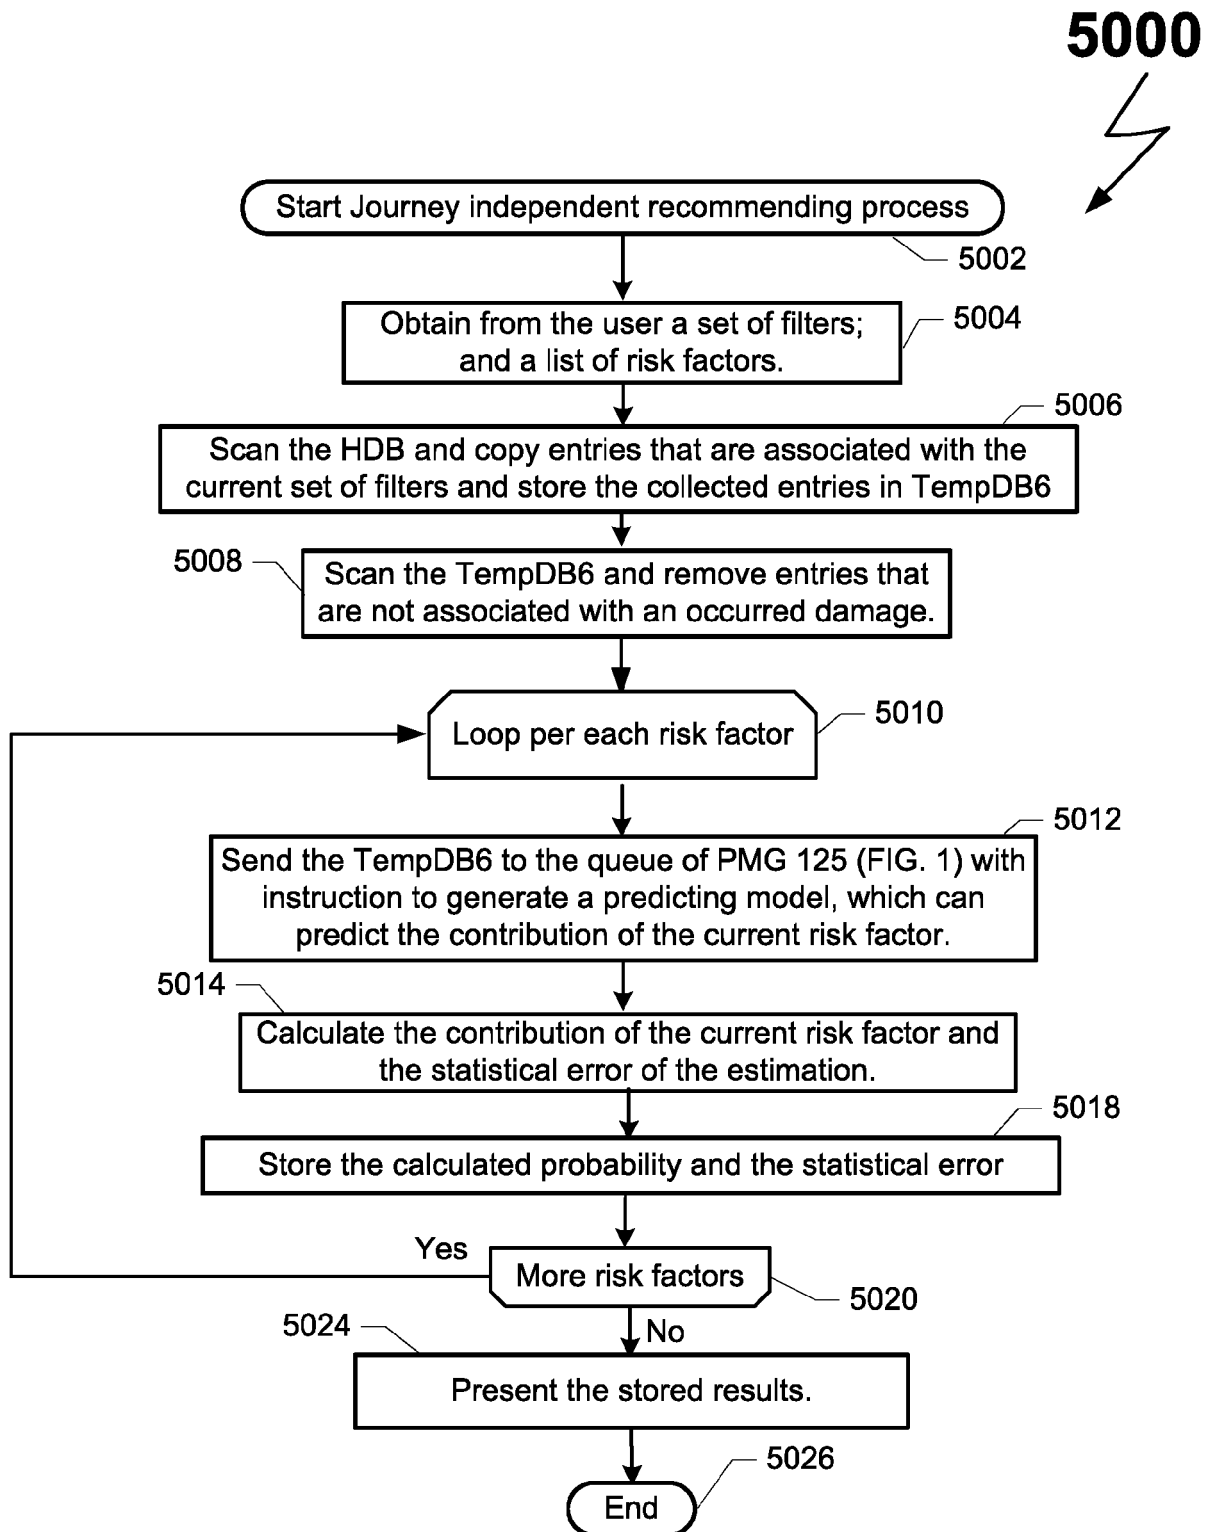 5000
Start Journey independent recommending process
5002
Obtain from the user a set of filters;
and a list of risk factors.
5004
5006
Scan the HDB and copy entries that are associated with the
current set of filters and store the collected entries in TempDB6
5008
Scan the TempDB6 and remove entries that
are not associated with an occurred damage.
Loop per each risk factor
5010
5012
Send the TempDB6 to the queue of PMG 125 (FIG. 1) with
instruction to generate a predicting model, which can
predict the contribution of the current risk factor.
5014
Calculate the contribution of the current risk factor and
the statistical error of the estimation.
5018
Store the calculated probability and the statistical error
Yes
More risk factors
5020
No
5024
Present the stored results.
5026
End